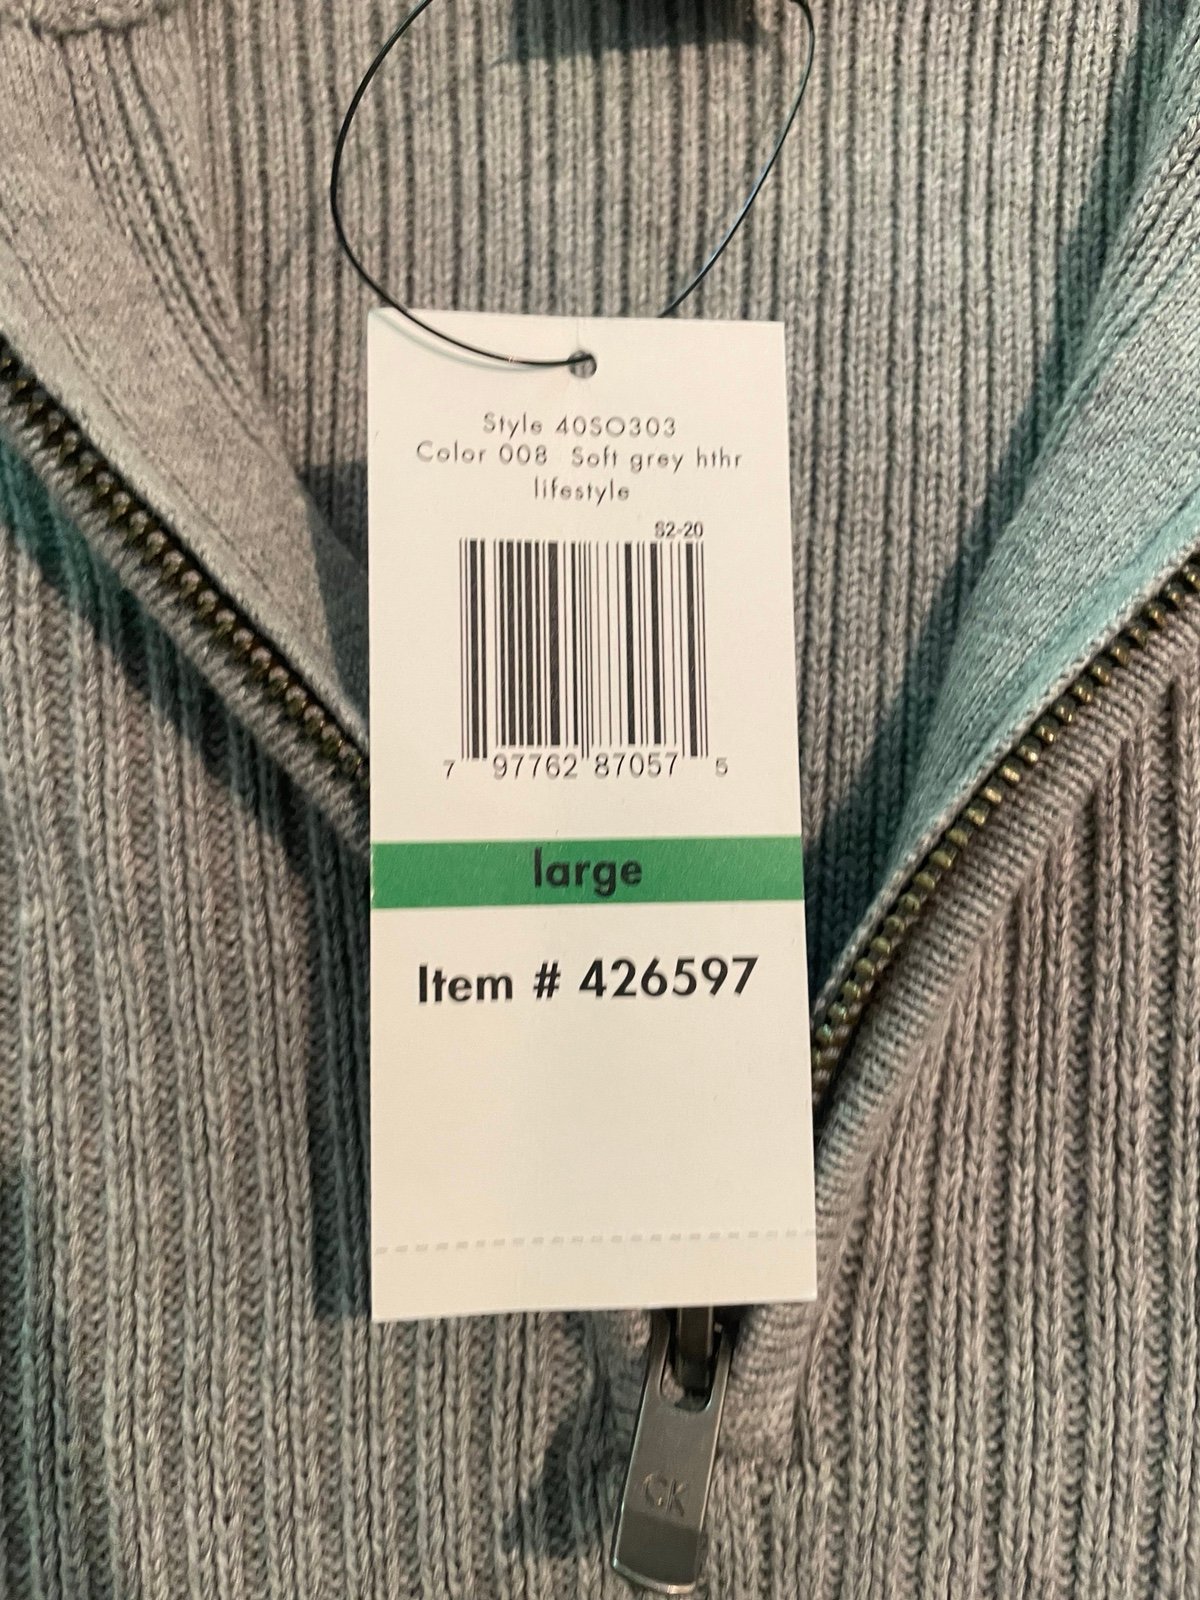 Style 40SO303
Color 008 Soft grey hthr
lifestyle
S2-20
7 97762 87057 5
large
Item # 426597
CK